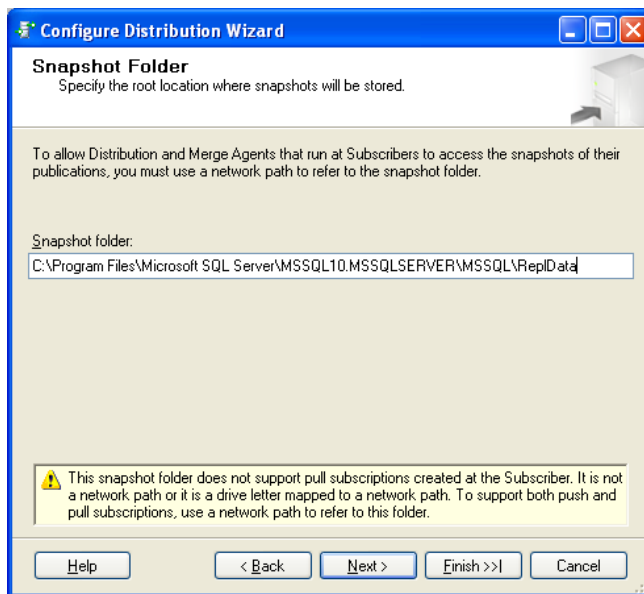 Configure Distribution Wizard
Snapshot Folder
Specify the root location where snapshots will be stored.
To allow Distribution and Merge Agents that run at Subscribers to access the snapshots of their
publications, you must use a network path to refer to the snapshot folder.
Snapshot folder:
C:\Program Files\Microsoft SQL Server\MSSQL10.MSSQLSERVER\MSSQL\ReplData
This snapshot folder does not support pull subscriptions created at the Subscriber. It is not
a network path or it is a drive letter mapped to a network path. To support both push and
pull subscriptions, use a network path to refer to this folder.
Help < Back Next > Finish >>| Cancel